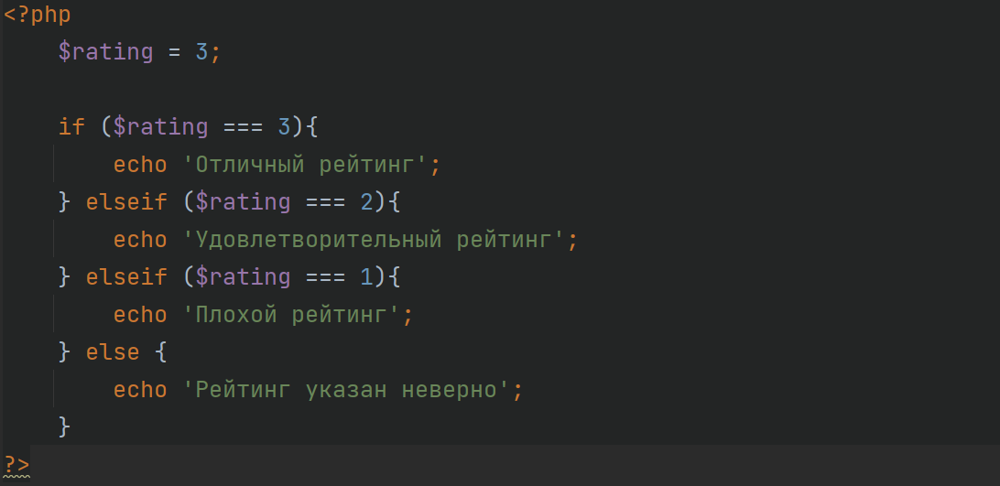 <?php
    $rating = 3;

    if ($rating === 3){
        echo 'Отличный рейтинг';
    } elseif ($rating === 2){
        echo 'Удовлетворительный рейтинг';
    } elseif ($rating === 1){
        echo 'Плохой рейтинг';
    } else {
        echo 'Рейтинг указан неверно';
    }
?>